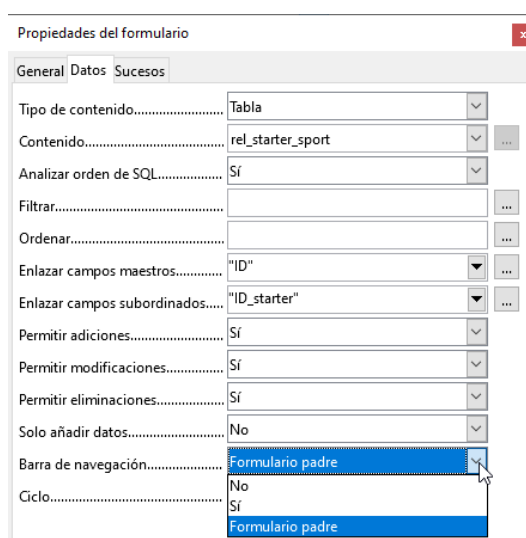 Propiedades del formulario
x
General Datos Sucesos
Tipo de contenido........................ Tabla
Contenido...................................... rel_starter_sport ...
Analizar orden de SQL................. Sí
Filtrar............................................. ...
Ordenar......................................... ...
Enlazar campos maestros............ "ID" ...
Enlazar campos subordinados..... "ID_starter" ...
Permitir adiciones........................ Sí
Permitir modificaciones.............. Sí
Permitir eliminaciones................. Sí
Solo añadir datos......................... No
Barra de navegación.................... Formulario padre
No
Ciclo..............................................
Sí
Formulario padre